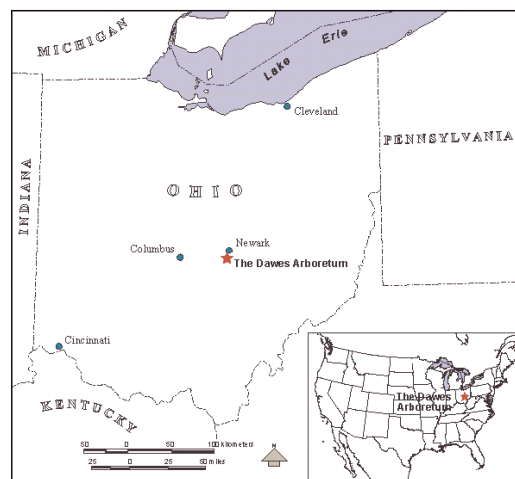 MICHIGAN
Lake Erie
Cleveland
PENNSYLVANIA
INDIANA
OHIO
Columbus
Newark
The Dawes Arboretum
Cincinnati
KENTUCKY
The Dawes
Arboretum
50 0 50 100 kilometers
25 0 25 50 miles
N